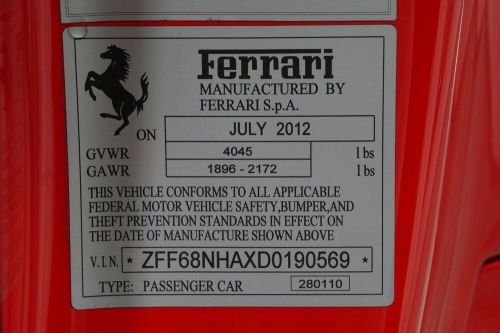 Ferrari
MANUFACTURED BY
FERRARI S.p.A.
ON JULY 2012
GVWR 4045 lbs
GAWR 1896 - 2172 lbs
THIS VEHICLE CONFORMS TO ALL APPLICABLE
FEDERAL MOTOR VEHICLE SAFETY, BUMPER,AND
THEFT PREVENTION STANDARDS IN EFFECT ON
THE DATE OF MANUFACTURE SHOWN ABOVE
V.I.N. * ZFF68NHAXD0190569 *
TYPE: PASSENGER CAR 280110